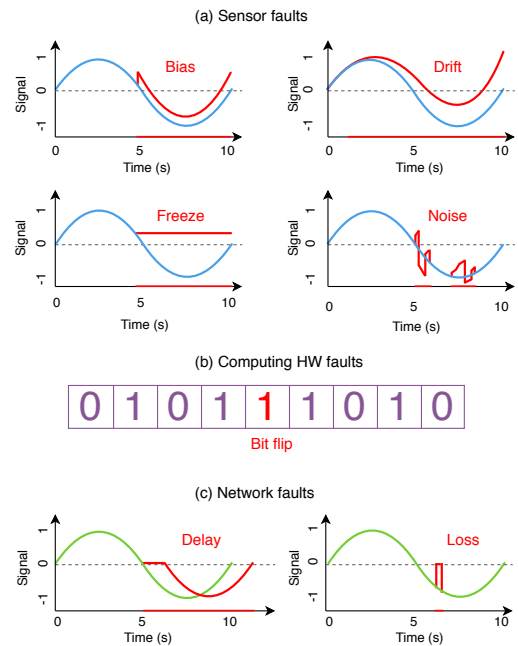 (a) Sensor faults
Signal
1
0
-1
Bias
0
5
10
Time (s)
Signal
1
0
-1
Drift
0
5
10
Time (s)
Signal
1
0
-1
Freeze
0
5
10
Time (s)
Signal
1
0
-1
Noise
0
5
10
Time (s)
(b) Computing HW faults
0 1 0 1 1 1 1 0 1 0
Bit flip
(c) Network faults
Signal
1
0
-1
Delay
0
5
10
Time (s)
Signal
1
0
-1
Loss
0
5
10
Time (s)